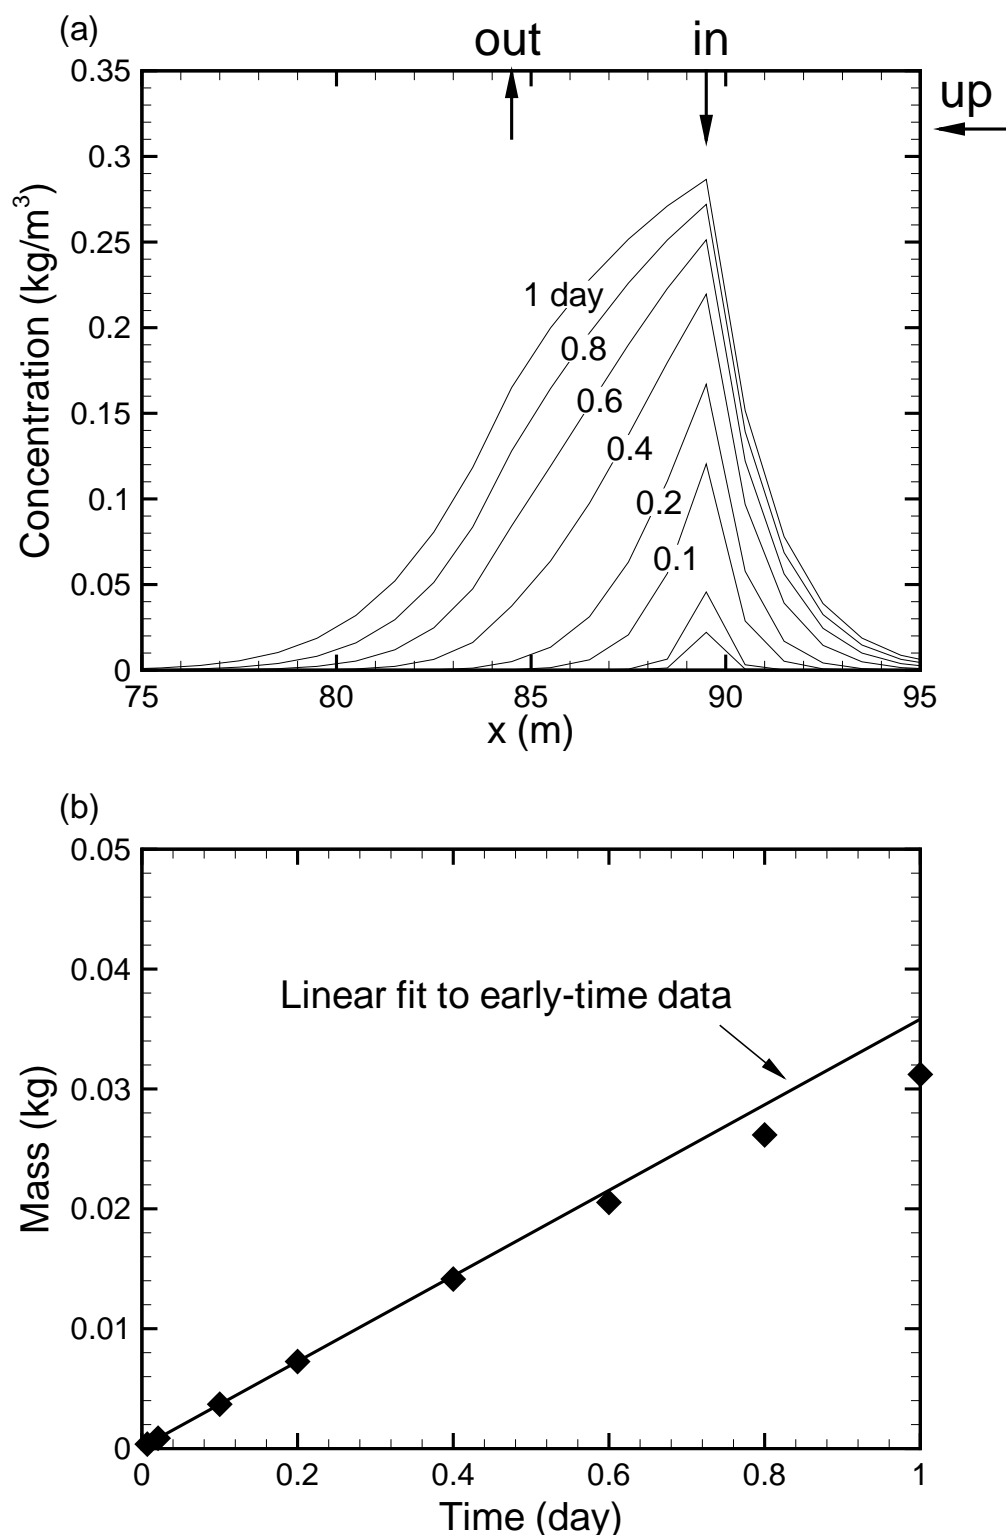 (a)
out
in
up
0.35
0.3
0.25
0.2
0.15
0.1
0.05
0
Concentration (kg/m³)
1 day
0.8
0.6
0.4
0.2
0.1
75
80
85
90
95
x (m)
(b)
0.05
0.04
0.03
0.02
0.01
0
Mass (kg)
Linear fit to early-time data
0
0.2
0.4
0.6
0.8
1
Time (day)